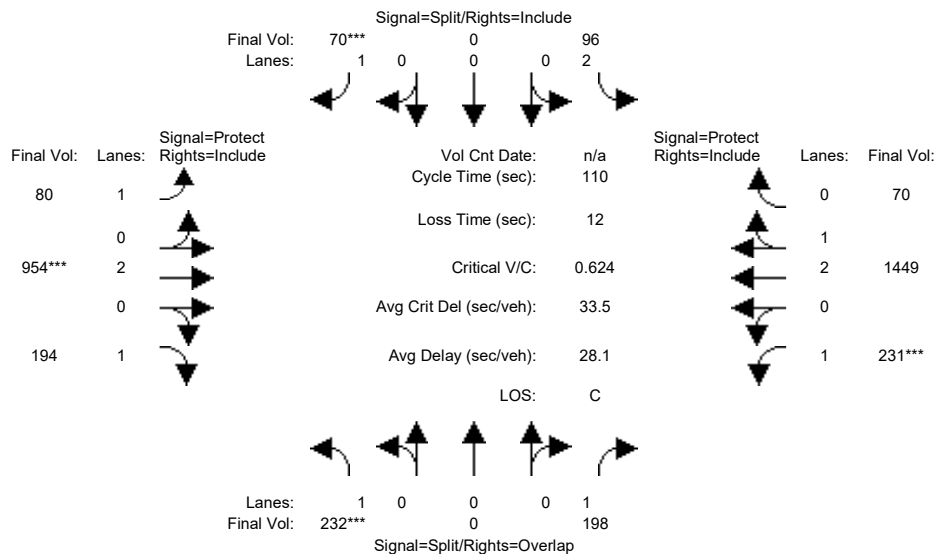 Signal=Split/Rights=Include
Final Vol: 70*** 0 96
Lanes: 1 0 0 0 2
Signal=Protect
Final Vol: Lanes: Rights=Include
Vol Cnt Date: n/a
Signal=Protect
Rights=Include Lanes: Final Vol:
Cycle Time (sec): 110
80 1
0 70
Loss Time (sec): 12
0
1
954*** 2
Critical V/C: 0.624
2 1449
0
Avg Crit Del (sec/veh): 33.5
0
194 1
Avg Delay (sec/veh): 28.1
1 231***
LOS: C
Lanes: 1 0 0 0 1
Final Vol: 232*** 0 198
Signal=Split/Rights=Overlap